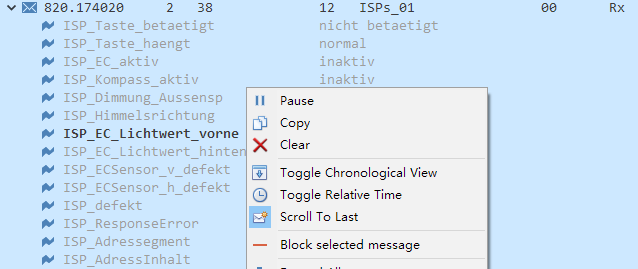 820.174020 2 38 12 ISPs_01 00 Rx
ISP_Taste_betaetigt nicht betaetigt
ISP_Taste_haengt normal
ISP_EC_aktiv inaktiv
ISP_Kompass_aktiv inaktiv
ISP_Dimmung_Aussensp
ISP_Himmelsrichtung
ISP_EC_Lichtwert_vorne
ISP_EC_Lichtwert_hinten
ISP_ECSensor_v_defekt
ISP_ECSensor_h_defekt
ISP_defekt
ISP_ResponseError
ISP_Adressegment
ISP_AdressInhalt
Pause
Copy
Clear
Toggle Chronological View
Toggle Relative Time
Scroll To Last
Block selected message